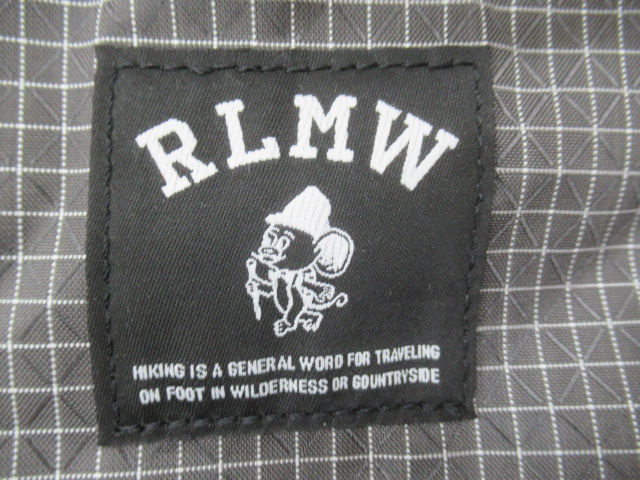 RLMW
HIKING IS A GENERAL WORD FOR TRAVELING
ON FOOT IN WILDERNESS OR COUNTRYSIDE